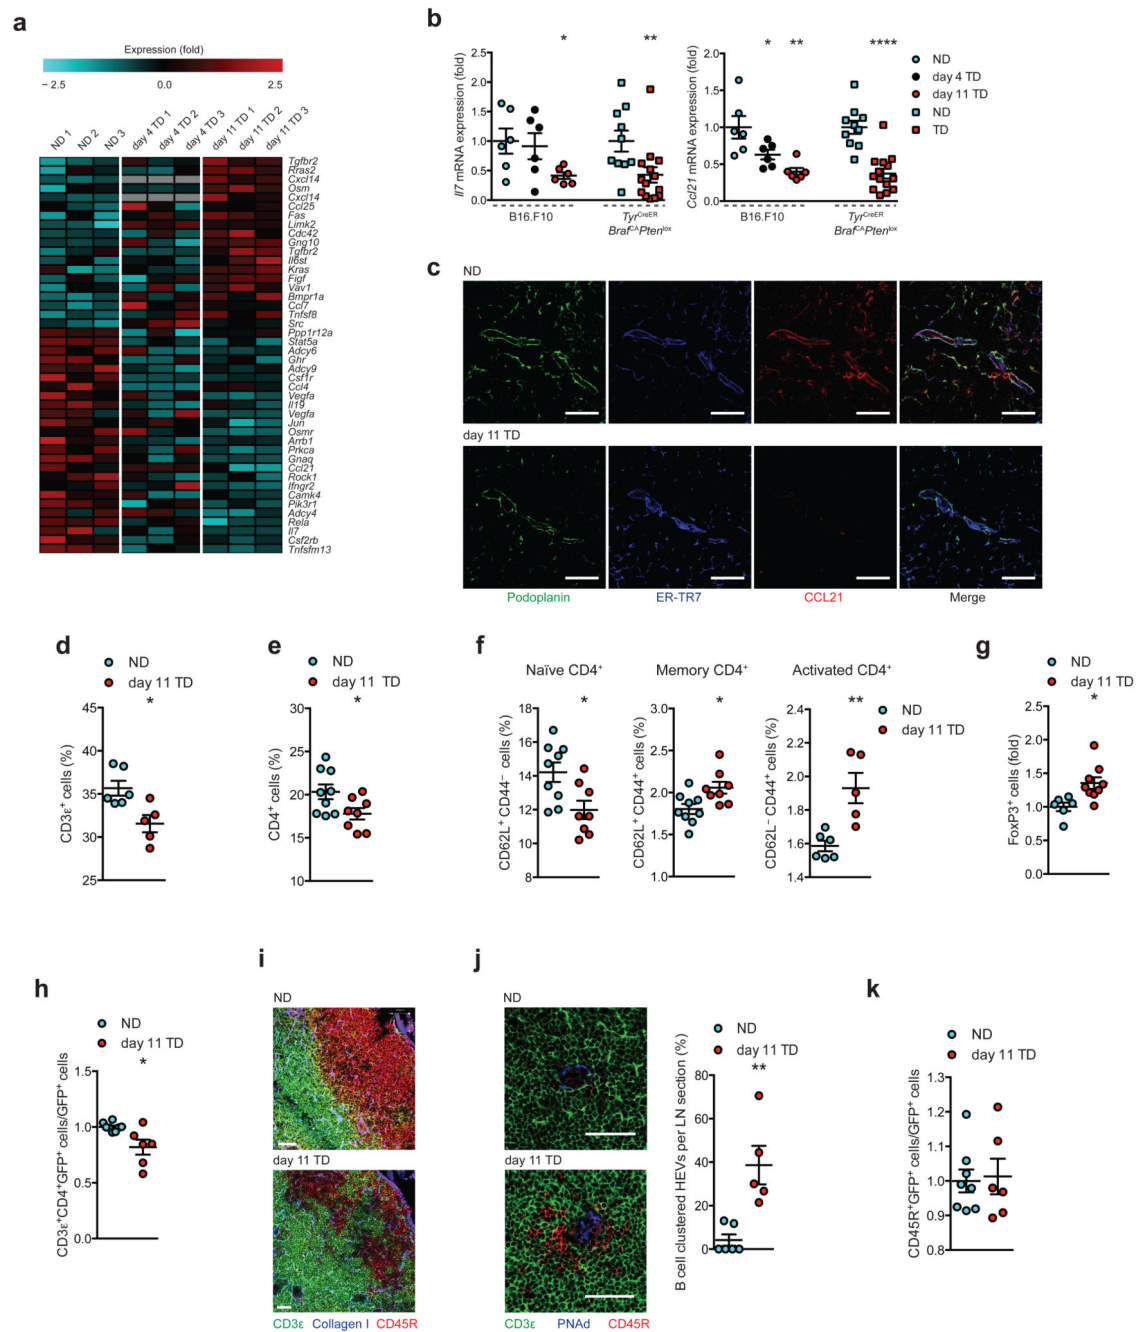 a
Expression (fold)
− 2.5 0.0 2.5
ND 1 ND 2 ND 3 day 4 TD 1 day 4 TD 2 day 4 TD 3 day 11 TD 1 day 11 TD 2 day 11 TD 3
Tgfbr2
Rras2
Cxcl14
Osm
Cxcl14
Ccl25
Fas
Limk2
Cdc42
Gng10
Tgfbr2
Il6st
Kras
Figf
Vav1
Bmpr1a
Ccl7
Tnfsf8
Src
Ppp1r12a
Stat5a
Adcy6
Ghr
Adcy9
Csf1r
Ccl4
Vegfa
Il19
Vegfa
Jun
Osmr
Arrb1
Prkca
Gnaq
Ccl21
Rock1
Ifngr2
Camk4
Pik3r1
Adcy4
Rela
Il7
Csf2rb
Tnfsfm13
b
Il7 mRNA expression (fold)
2.5
2.0
1.5
1.0
0.5
0.0
* **
B16.F10 TyrCreER
BrafCAPtenlox
Ccl21 mRNA expression (fold)
2.0
1.5
1.0
0.5
0.0
* ** ****
B16.F10 TyrCreER
BrafCAPtenlox
ND
day 4 TD
day 11 TD
ND
TD
c
ND
day 11 TD
Podoplanin ER-TR7 CCL21 Merge
d
ND
day 11 TD
*
CD3ε+ cells (%)
45
40
35
30
25
e
ND
day 11 TD
*
CD4+ cells (%)
30
25
20
15
10
f
Naïve CD4+ Memory CD4+ Activated CD4+
ND
day 11 TD
*
CD62L+ CD44− cells (%)
18
16
14
12
10
8
*
CD62L+ CD44+ cells (%)
3.0
2.5
2.0
1.5
1.0
**
CD62L− CD44+ cells (%)
2.2
2.0
1.8
1.6
1.4
g
ND
day 11 TD
*
FoxP3+ cells (fold)
2.5
2.0
1.5
1.0
0.5
0.0
h
ND
day 11 TD
*
CD3ε+CD4+GFP+ cells/GFP+ cells
1.5
1.0
0.5
0.0
i
ND
day 11 TD
CD3ε Collagen I CD45R
j
ND
day 11 TD
CD3ε PNAd CD45R
ND
day 11 TD
**
B cell clustered HEVs per LN section (%)
80
60
40
20
0
k
ND
day 11 TD
CD45R+GFP+ cells/GFP+ cells
1.3
1.2
1.1
1.0
0.9
0.8